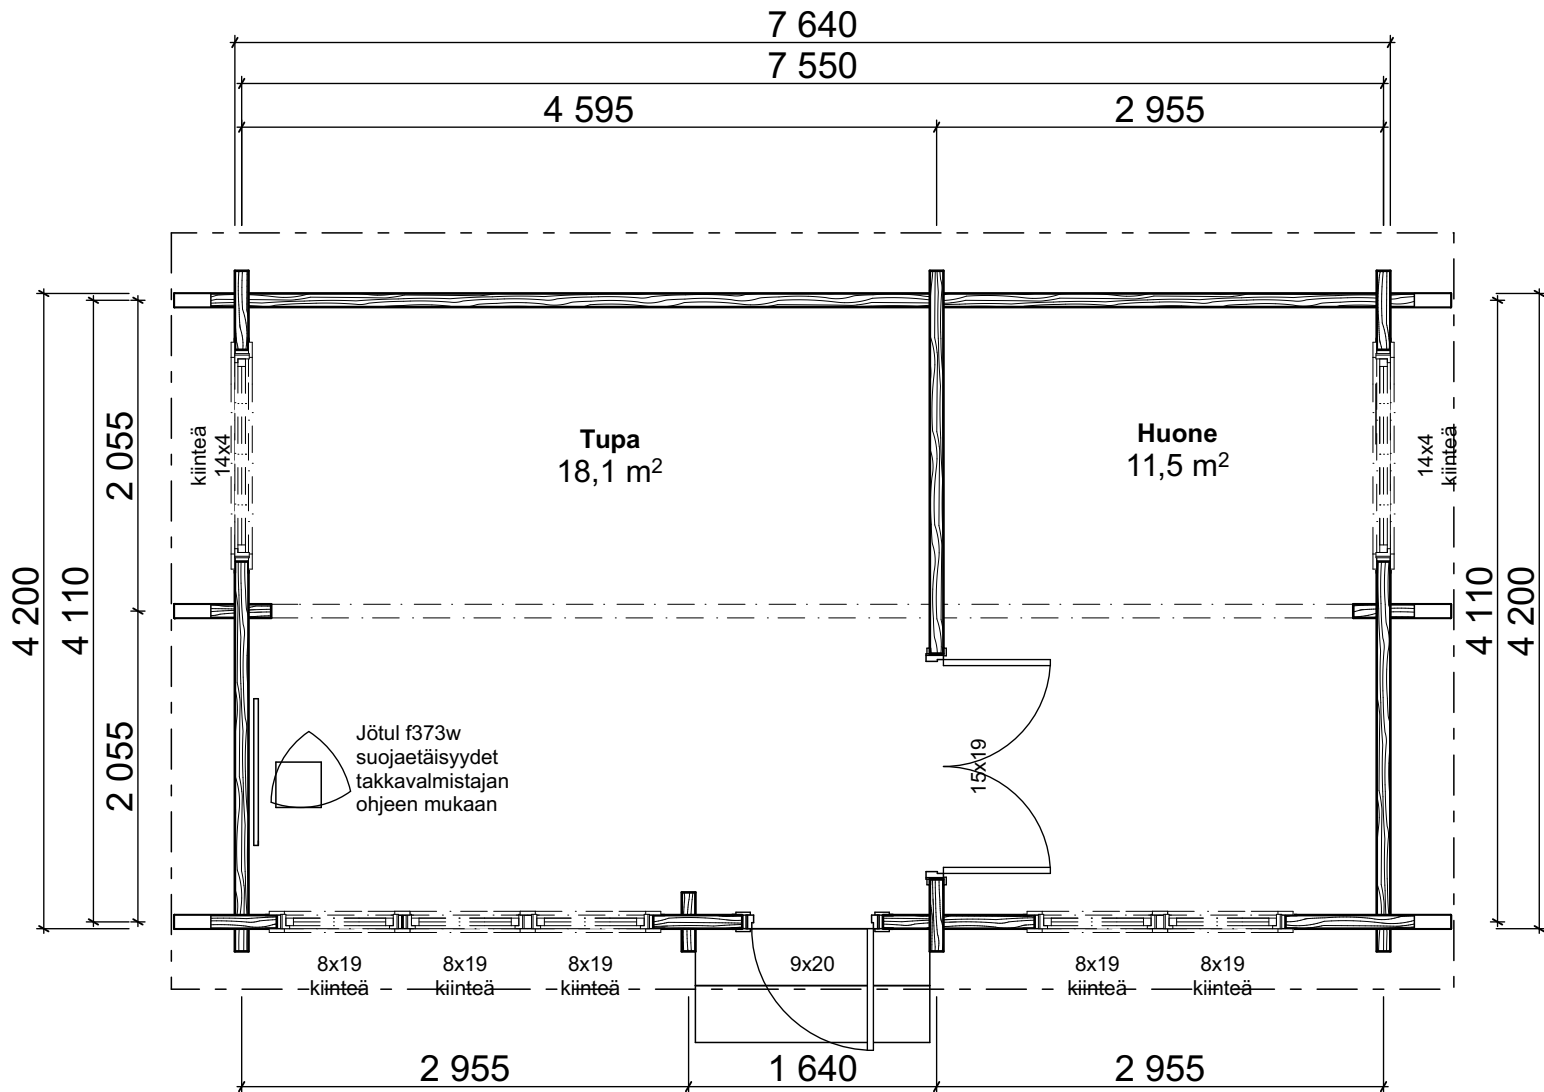 7 640
7 550
4 595
2 955
kiinteä
14x4
Tupa
18,1 m²
Huone
11,5 m²
14x4
kiinteä
2 055
4 200
4 110
2 055
4 110
4 200
Jötul f373w
suojaetäisyydet
takkavalmistajan
ohjeen mukaan
15x19
8x19
kiinteä
8x19
kiinteä
8x19
kiinteä
9x20
8x19
kiinteä
8x19
kiinteä
2 955
1 640
2 955